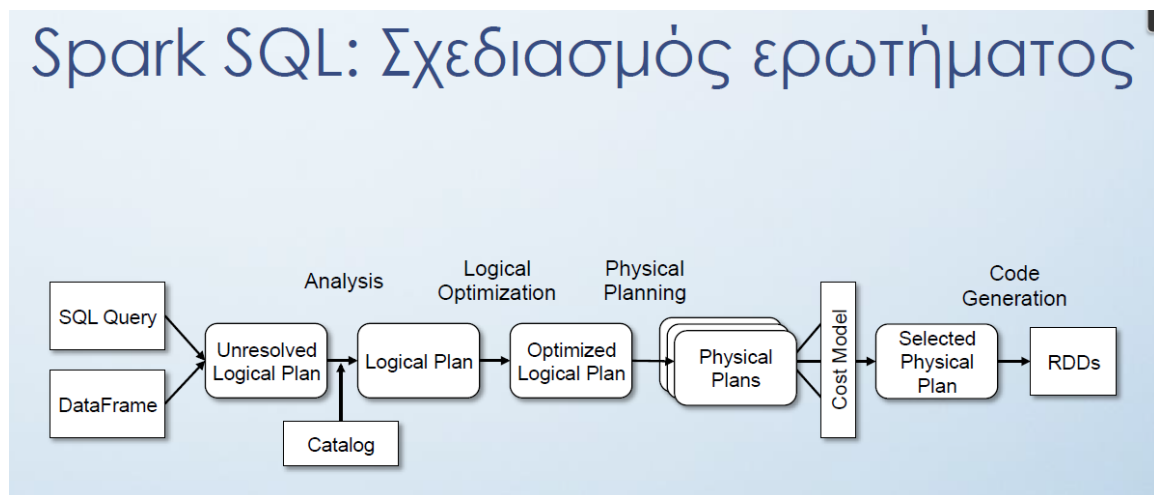 Spark SQL: Σχεδιασμός ερωτήματος
Analysis
Logical
Optimization
Physical
Planning
Code
Generation
SQL Query
DataFrame
Unresolved
Logical Plan
Catalog
Logical Plan
Optimized
Logical Plan
Physical
Plans
Cost Model
Selected
Physical
Plan
RDDs